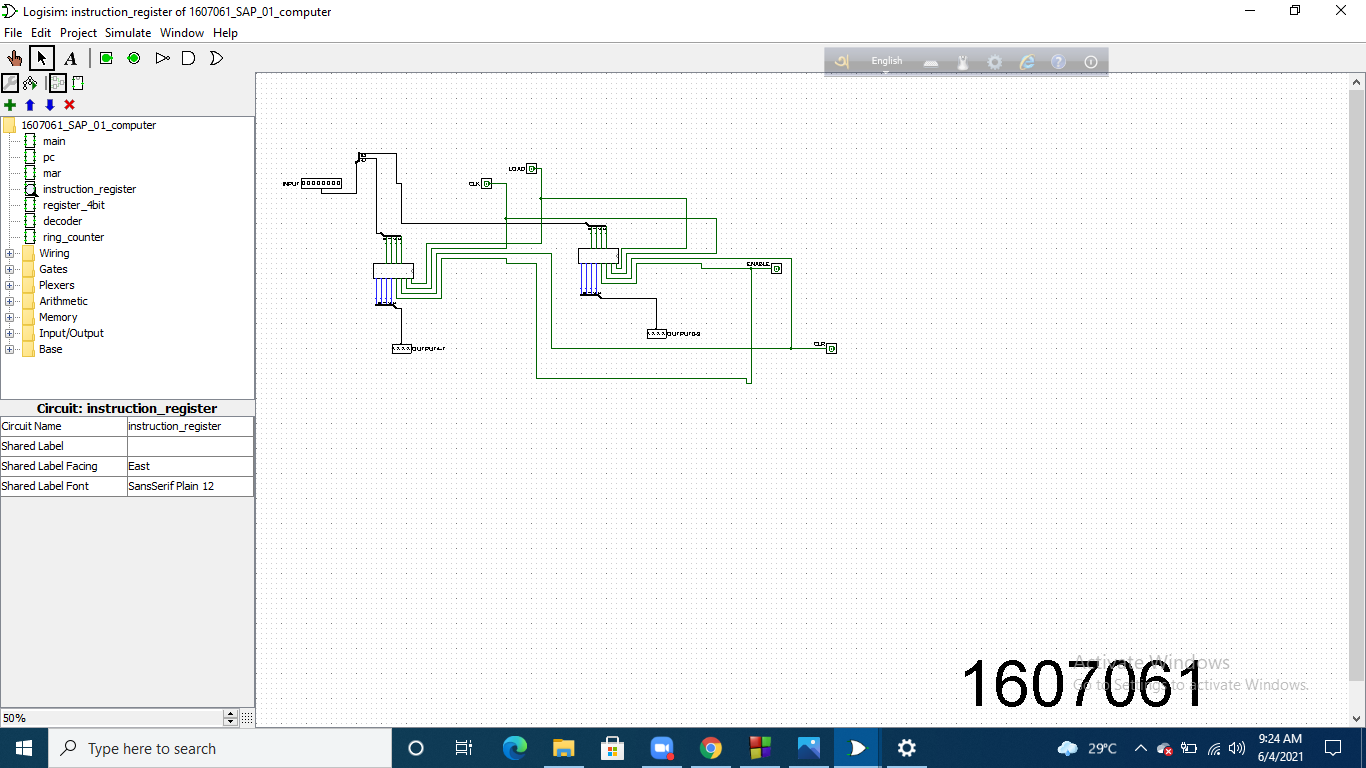 Logisim: instruction_register of 1607061_SAP_01_computer
File Edit Project Simulate Window Help
A
English
1607061_SAP_01_computer
main
pc
mar
instruction_register
register_4bit
decoder
ring_counter
Wiring
Gates
Plexers
Arithmetic
Memory
Input/Output
Base
Circuit: instruction_register
Circuit Name instruction_register
Shared Label
Shared Label Facing East
Shared Label Font SansSerif Plain 12
50%
INPUT
CLK
LOAD
ENABLE
CLR
1607061
Activate Windows
Go to Settings to activate Windows.
Type here to search
29°C
9:24 AM
6/4/2021